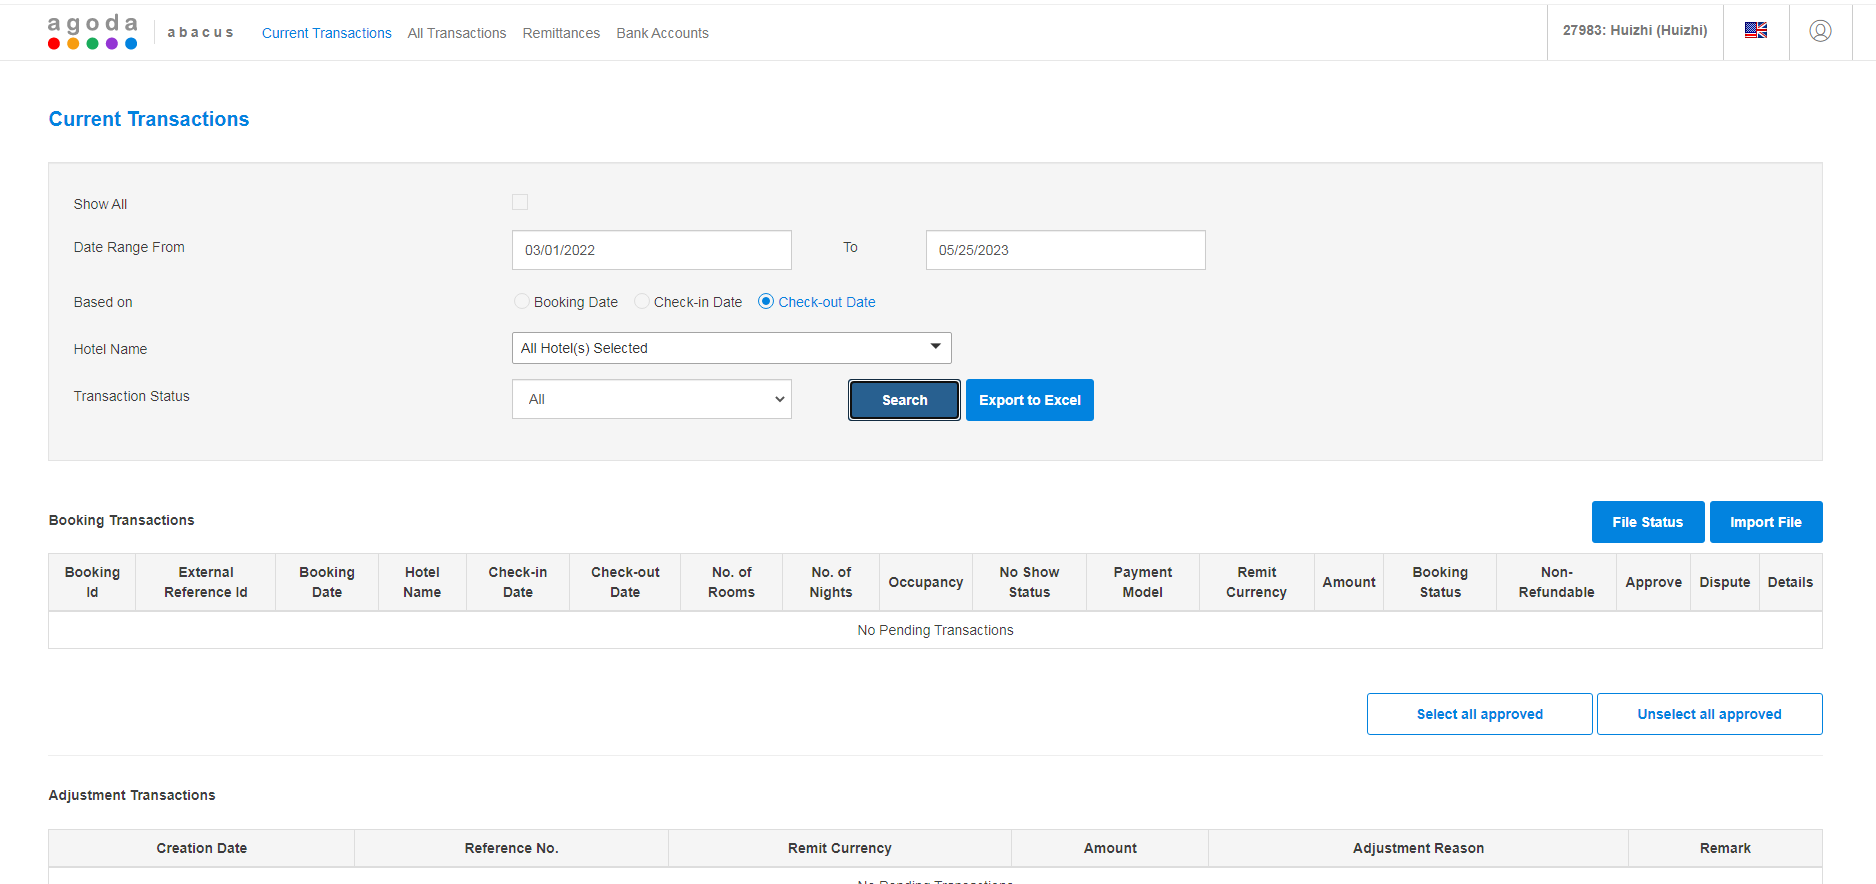 agoda abacus Current Transactions All Transactions Remittances Bank Accounts 27983: Huizhi (Huizhi)
Current Transactions
Show All
Date Range From 03/01/2022 To 05/25/2023
Based on Booking Date Check-in Date Check-out Date
Hotel Name All Hotel(s) Selected
Transaction Status All Search Export to Excel
Booking Transactions File Status Import File
Booking Id External Reference Id Booking Date Hotel Name Check-in Date Check-out Date No. of Rooms No. of Nights Occupancy No Show Status Payment Model Remit Currency Amount Booking Status Non-Refundable Approve Dispute Details
No Pending Transactions
Select all approved Unselect all approved
Adjustment Transactions
Creation Date Reference No. Remit Currency Amount Adjustment Reason Remark
No Pending Transactions